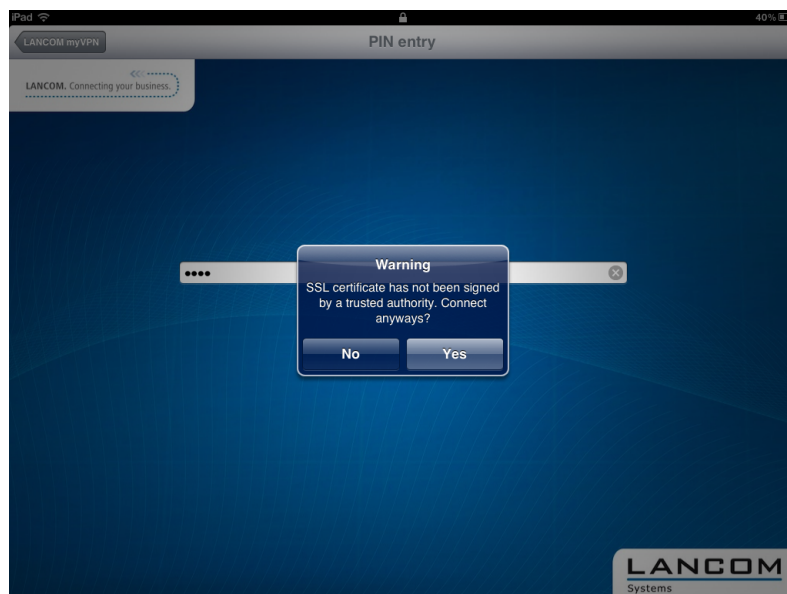 iPad 40%
LANCOM myVPN PIN entry
LANCOM. Connecting your business.
••••
Warning
SSL certificate has not been signed
by a trusted authority. Connect
anyways?
No Yes
LANCOM
Systems